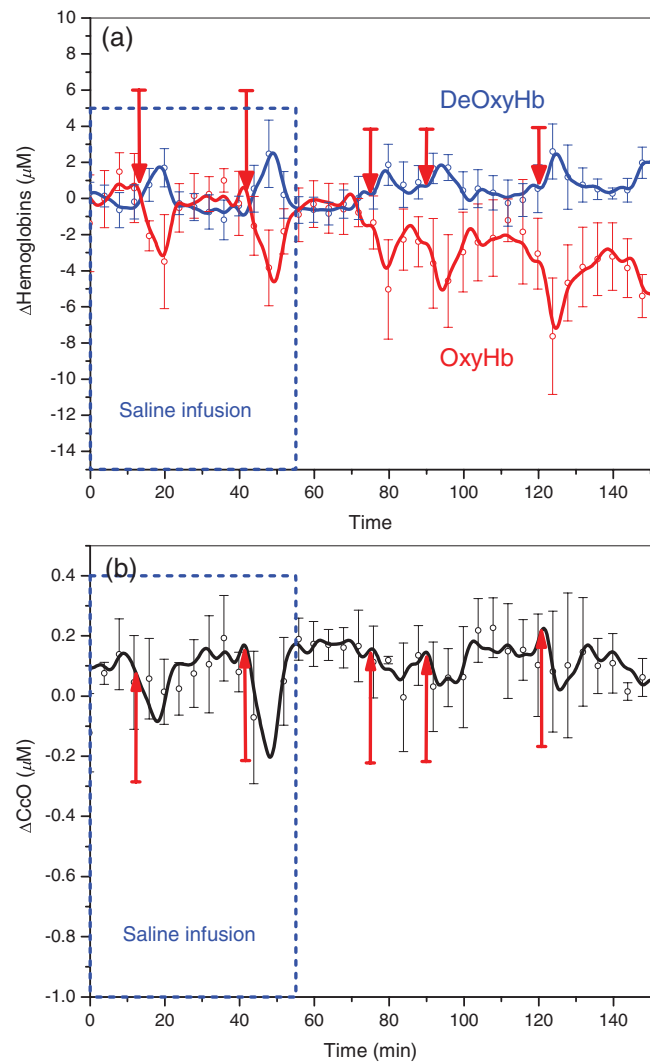 (a)
DeOxyHb
OxyHb
Saline infusion
ΔHemoglobins (μM)
10
8
6
4
2
0
-2
-4
-6
-8
-10
-12
-14
0 20 40 60 80 100 120 140
Time
(b)
Saline infusion
ΔCcO (μM)
0.4
0.2
0.0
-0.2
-0.4
-0.6
-0.8
-1.0
0 20 40 60 80 100 120 140
Time (min)